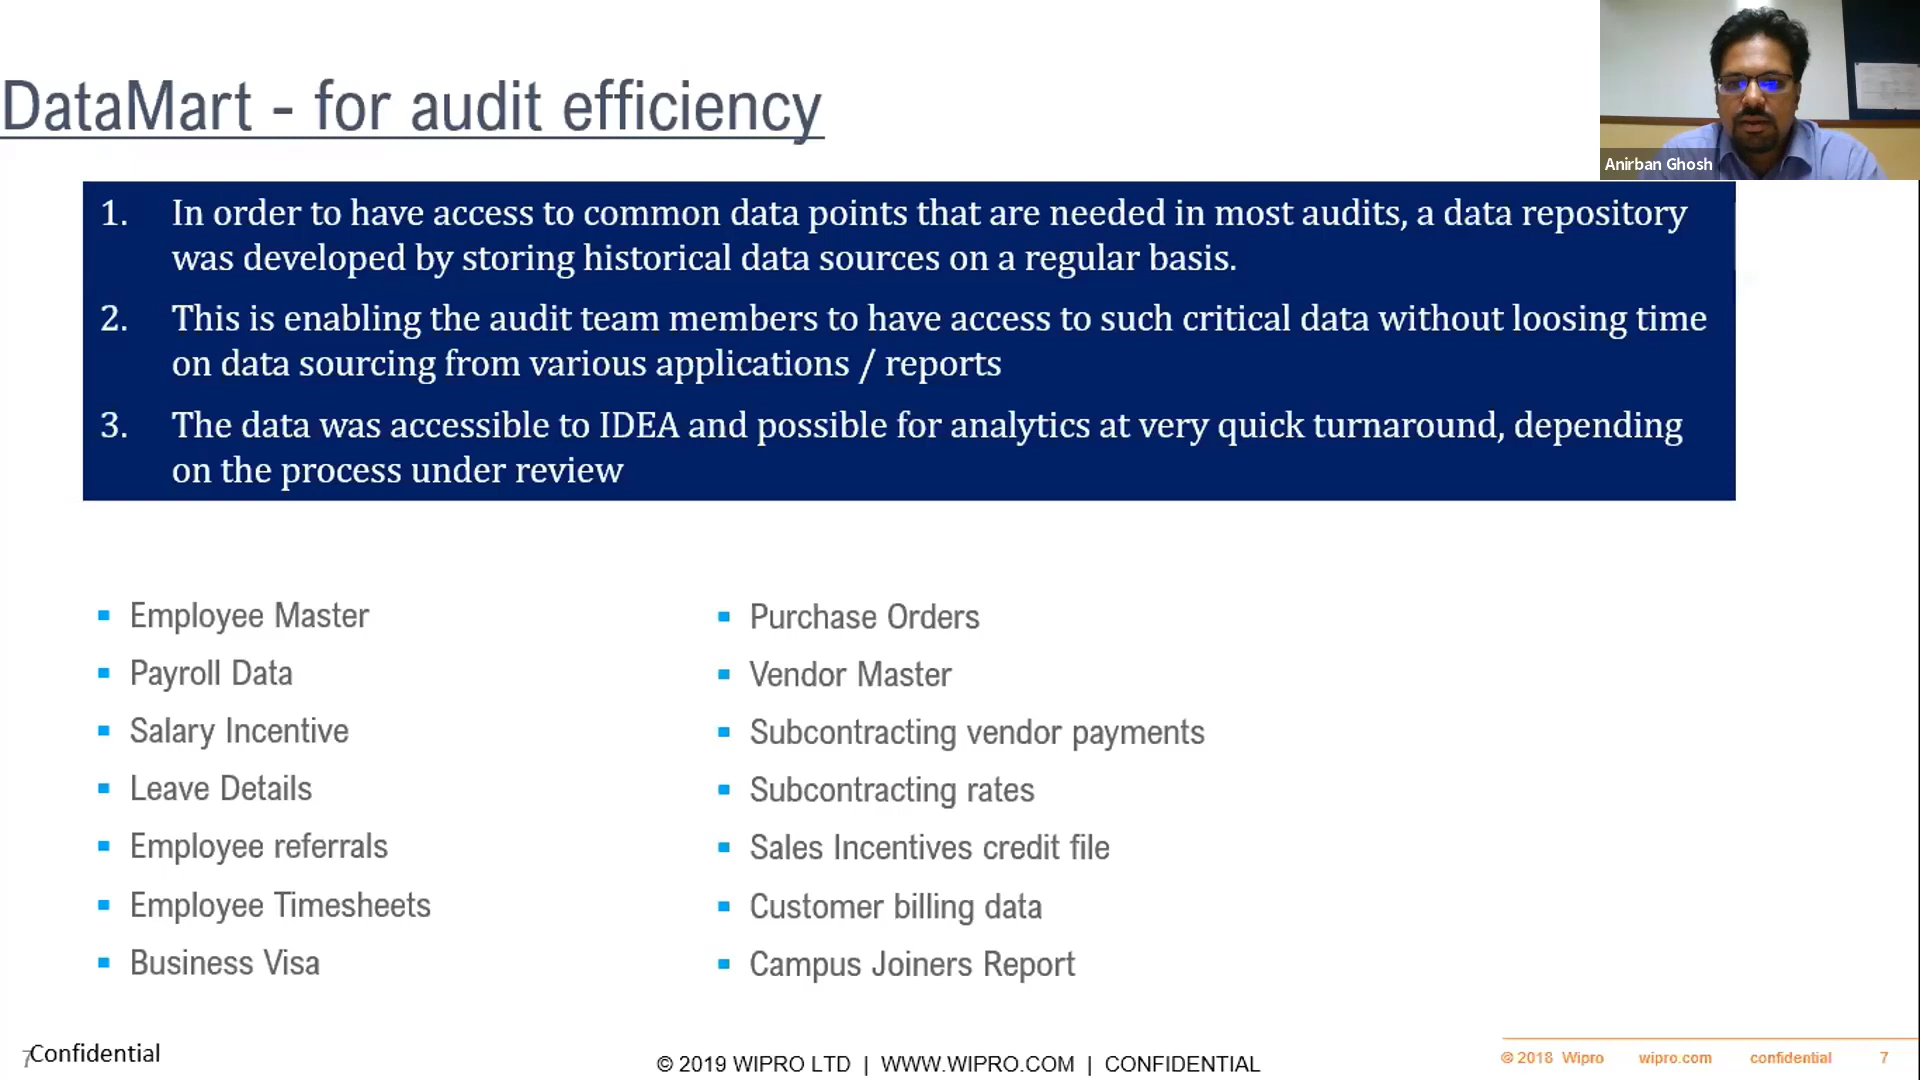 DataMart - for audit efficiency
Anirban Ghosh
1. In order to have access to common data points that are needed in most audits, a data repository
was developed by storing historical data sources on a regular basis.
2. This is enabling the audit team members to have access to such critical data without loosing time
on data sourcing from various applications / reports
3. The data was accessible to IDEA and possible for analytics at very quick turnaround, depending
on the process under review
▪ Employee Master
▪ Payroll Data
▪ Salary Incentive
▪ Leave Details
▪ Employee referrals
▪ Employee Timesheets
▪ Business Visa
▪ Purchase Orders
▪ Vendor Master
▪ Subcontracting vendor payments
▪ Subcontracting rates
▪ Sales Incentives credit file
▪ Customer billing data
▪ Campus Joiners Report
7
Confidential
© 2019 WIPRO LTD | WWW.WIPRO.COM | CONFIDENTIAL
© 2018 Wipro wipro.com confidential 7